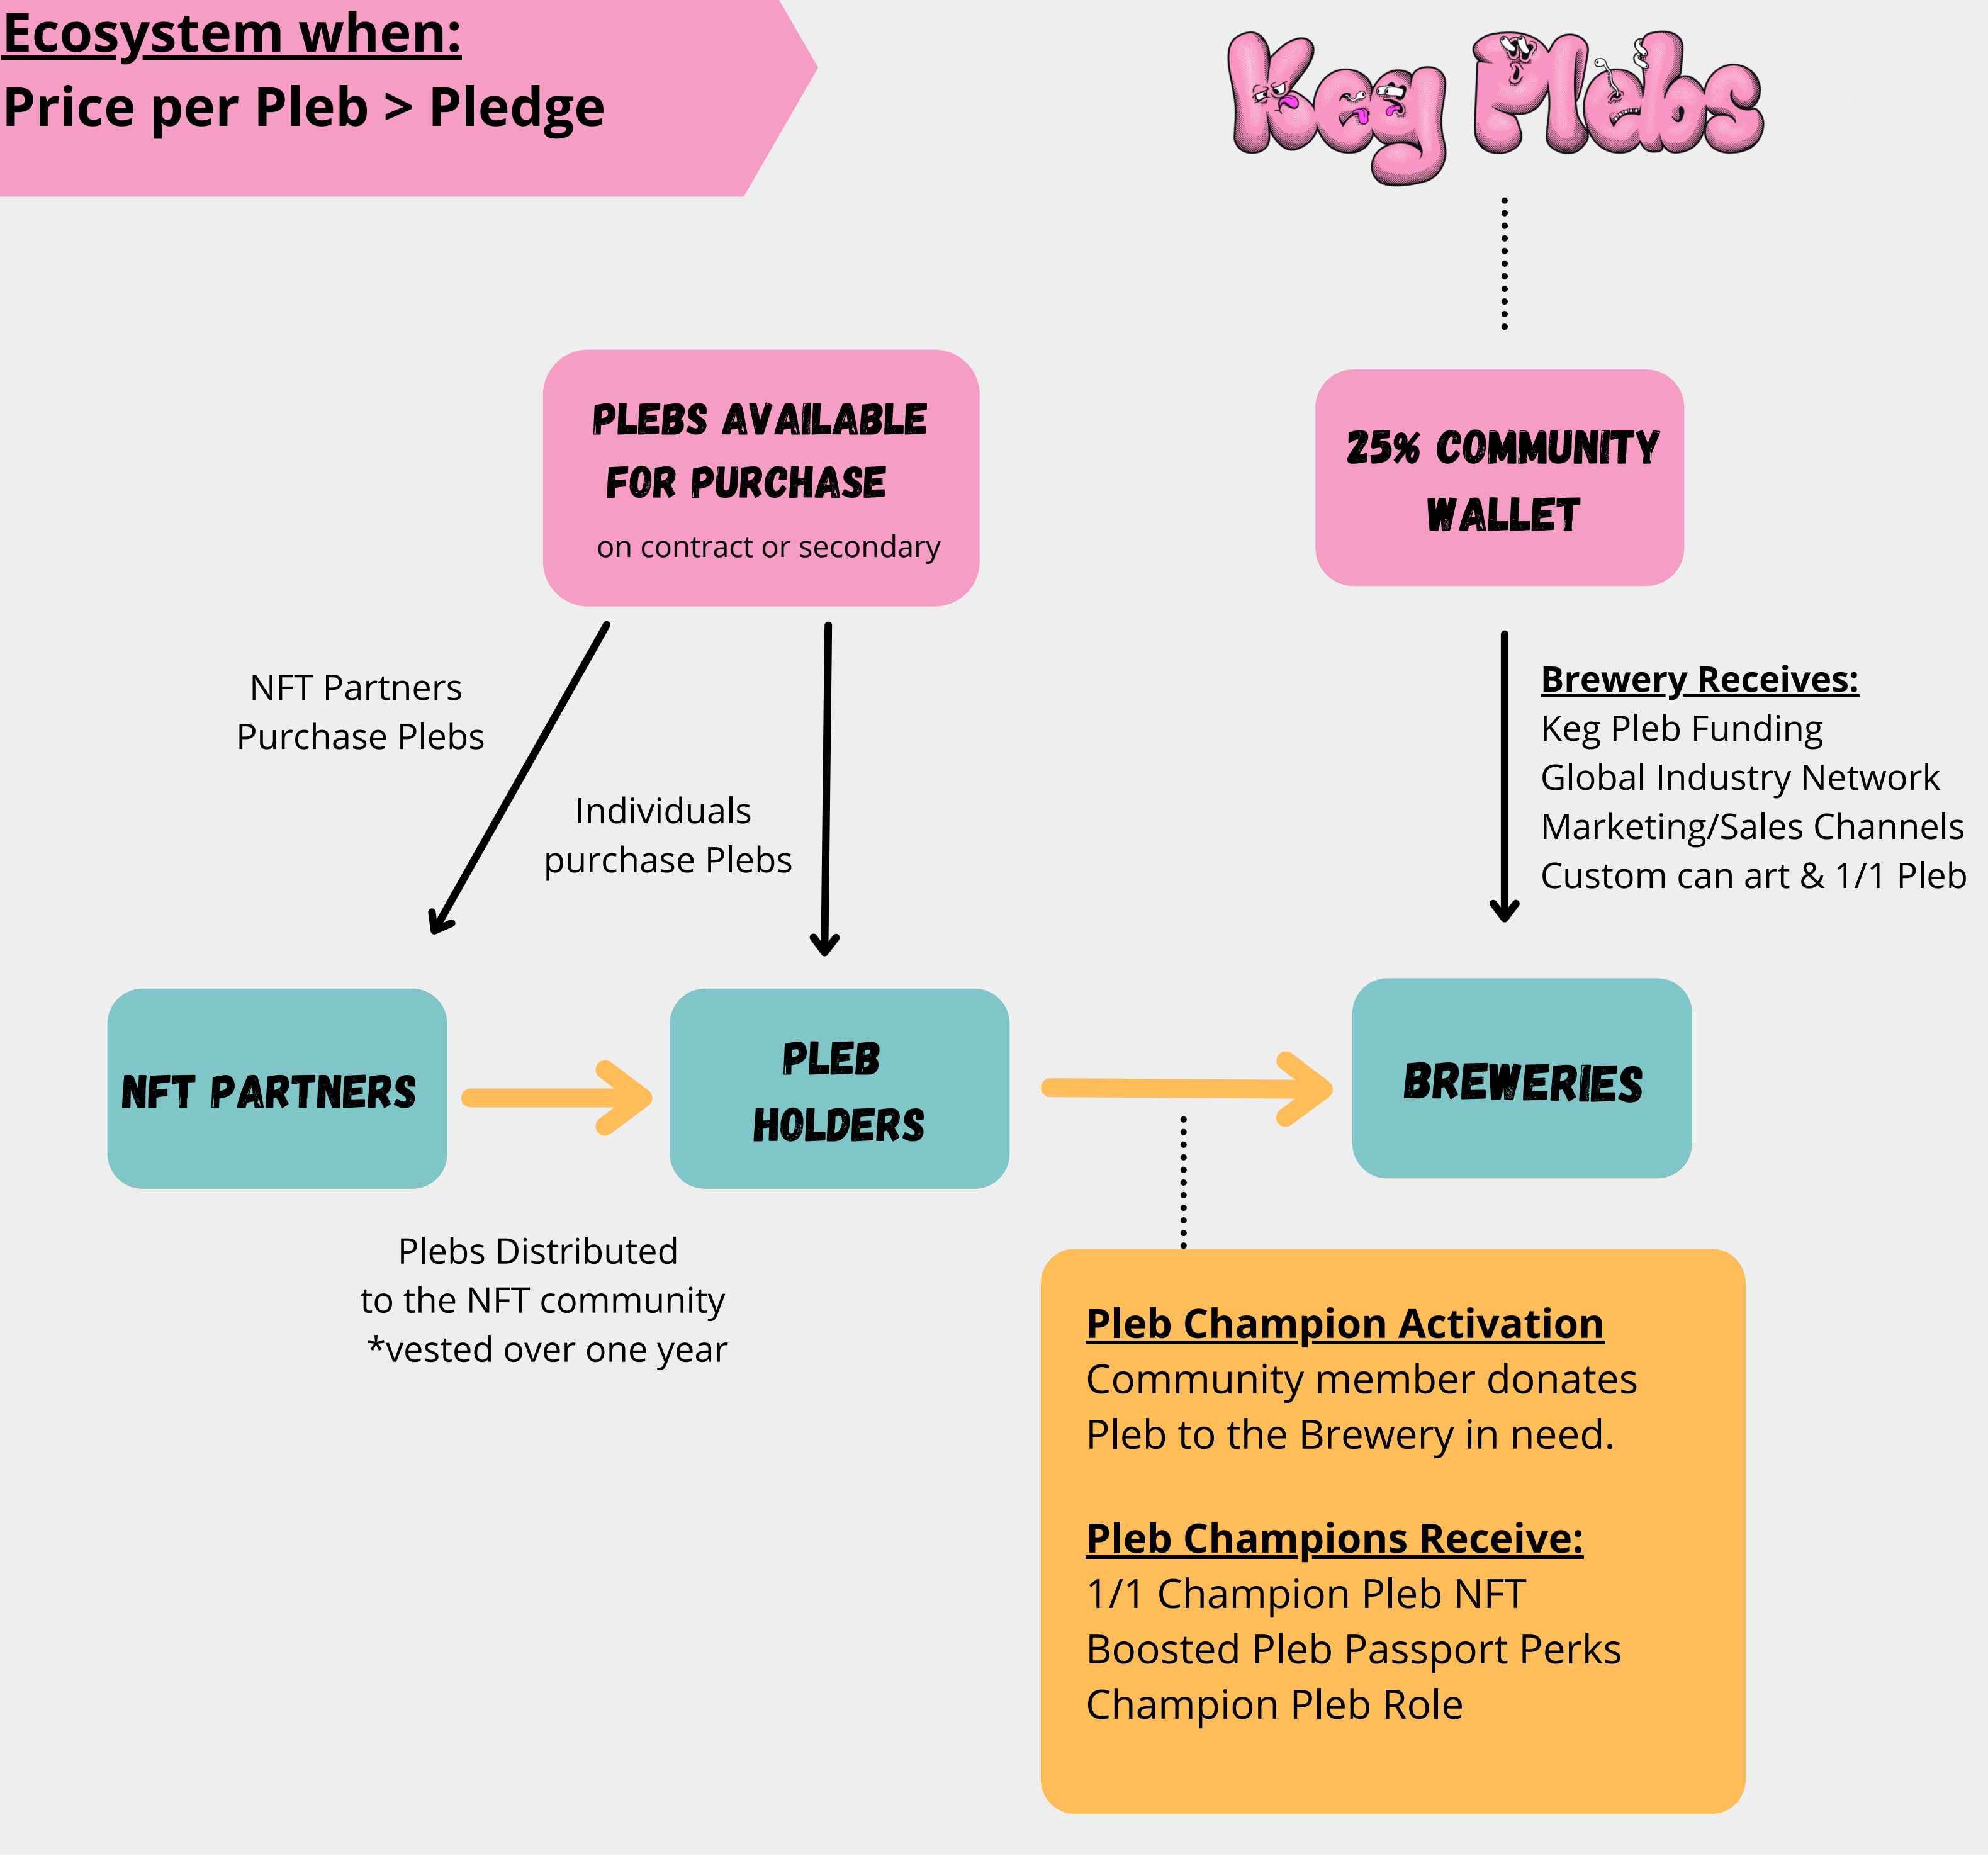 Ecosystem when:
Price per Pleb > Pledge
Keg Plebs
PLEBS AVAILABLE
FOR PURCHASE
on contract or secondary
25% COMMUNITY
WALLET
NFT Partners
Purchase Plebs
Individuals
purchase Plebs
Brewery Receives:
Keg Pleb Funding
Global Industry Network
Marketing/Sales Channels
Custom can art & 1/1 Pleb
NFT PARTNERS
PLEB
HOLDERS
BREWERIES
Plebs Distributed
to the NFT community
*vested over one year
Pleb Champion Activation
Community member donates
Pleb to the Brewery in need.
Pleb Champions Receive:
1/1 Champion Pleb NFT
Boosted Pleb Passport Perks
Champion Pleb Role